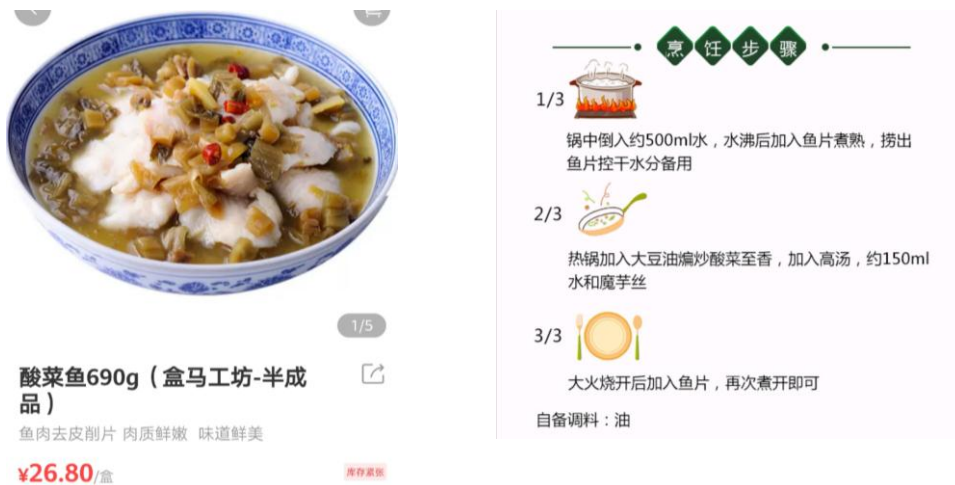 1/5
酸菜鱼690g（盒马工坊-半成
品）
鱼肉去皮削片 肉质鲜嫩 味道鲜美
¥26.80/盒
库存紧张
烹饪步骤
1/3
锅中倒入约500ml水，水沸后加入鱼片煮熟，捞出
鱼片控干水分备用
2/3
热锅加入大豆油煸炒酸菜至香，加入高汤，约150ml
水和魔芋丝
3/3
大火烧开后加入鱼片，再次煮开即可
自备调料：油